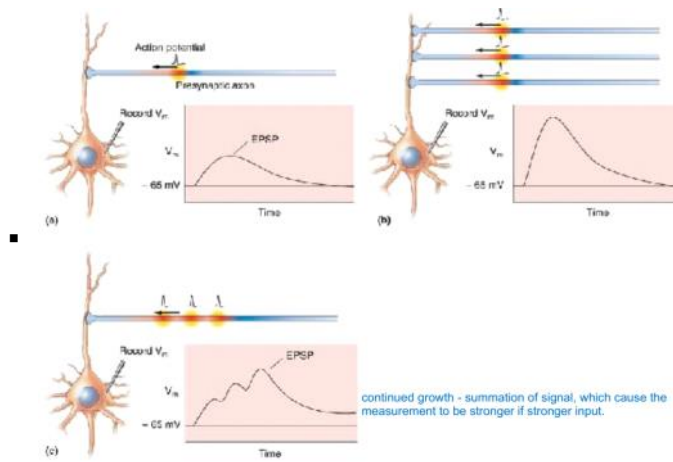 Action potential
Presynaptic axon
Record Vm
Vm
EPSP
– 65 mV
Time
(a)
Record Vm
Vm
– 65 mV
Time
(b)
Record Vm
Vm
EPSP
– 65 mV
Time
(c)
continued growth - summation of signal, which cause the
measurement to be stronger if stronger input.